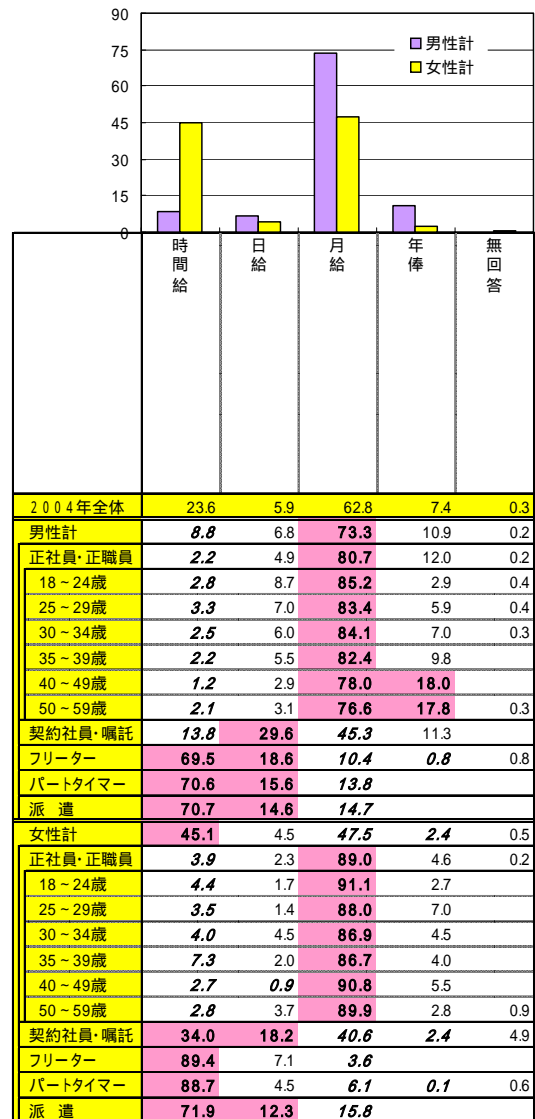 90
75
60
45
30
15
0
男性計
女性計
時間給 日給 月給 年俸 無回答
2004年全体 23.6 5.9 62.8 7.4 0.3
男性計 8.8 6.8 73.3 10.9 0.2
正社員・正職員 2.2 4.9 80.7 12.0 0.2
18～24歳 2.8 8.7 85.2 2.9 0.4
25～29歳 3.3 7.0 83.4 5.9 0.4
30～34歳 2.5 6.0 84.1 7.0 0.3
35～39歳 2.2 5.5 82.4 9.8
40～49歳 1.2 2.9 78.0 18.0
50～59歳 2.1 3.1 76.6 17.8 0.3
契約社員・嘱託 13.8 29.6 45.3 11.3
フリーター 69.5 18.6 10.4 0.8 0.8
パートタイマー 70.6 15.6 13.8
派 遣 70.7 14.6 14.7
女性計 45.1 4.5 47.5 2.4 0.5
正社員・正職員 3.9 2.3 89.0 4.6 0.2
18～24歳 4.4 1.7 91.1 2.7
25～29歳 3.5 1.4 88.0 7.0
30～34歳 4.0 4.5 86.9 4.5
35～39歳 7.3 2.0 86.7 4.0
40～49歳 2.7 0.9 90.8 5.5
50～59歳 2.8 3.7 89.9 2.8 0.9
契約社員・嘱託 34.0 18.2 40.6 2.4 4.9
フリーター 89.4 7.1 3.6
パートタイマー 88.7 4.5 6.1 0.1 0.6
派 遣 71.9 12.3 15.8